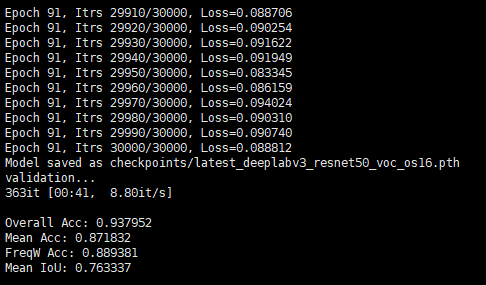 Epoch 91, Itrs 29910/30000, Loss=0.088706
Epoch 91, Itrs 29920/30000, Loss=0.090254
Epoch 91, Itrs 29930/30000, Loss=0.091622
Epoch 91, Itrs 29940/30000, Loss=0.091949
Epoch 91, Itrs 29950/30000, Loss=0.083345
Epoch 91, Itrs 29960/30000, Loss=0.086159
Epoch 91, Itrs 29970/30000, Loss=0.094024
Epoch 91, Itrs 29980/30000, Loss=0.090310
Epoch 91, Itrs 29990/30000, Loss=0.090740
Epoch 91, Itrs 30000/30000, Loss=0.088812
Model saved as checkpoints/latest_deeplabv3_resnet50_voc_os16.pth
validation...
363it [00:41,  8.80it/s]

Overall Acc: 0.937952
Mean Acc: 0.871832
FreqW Acc: 0.889381
Mean IoU: 0.763337